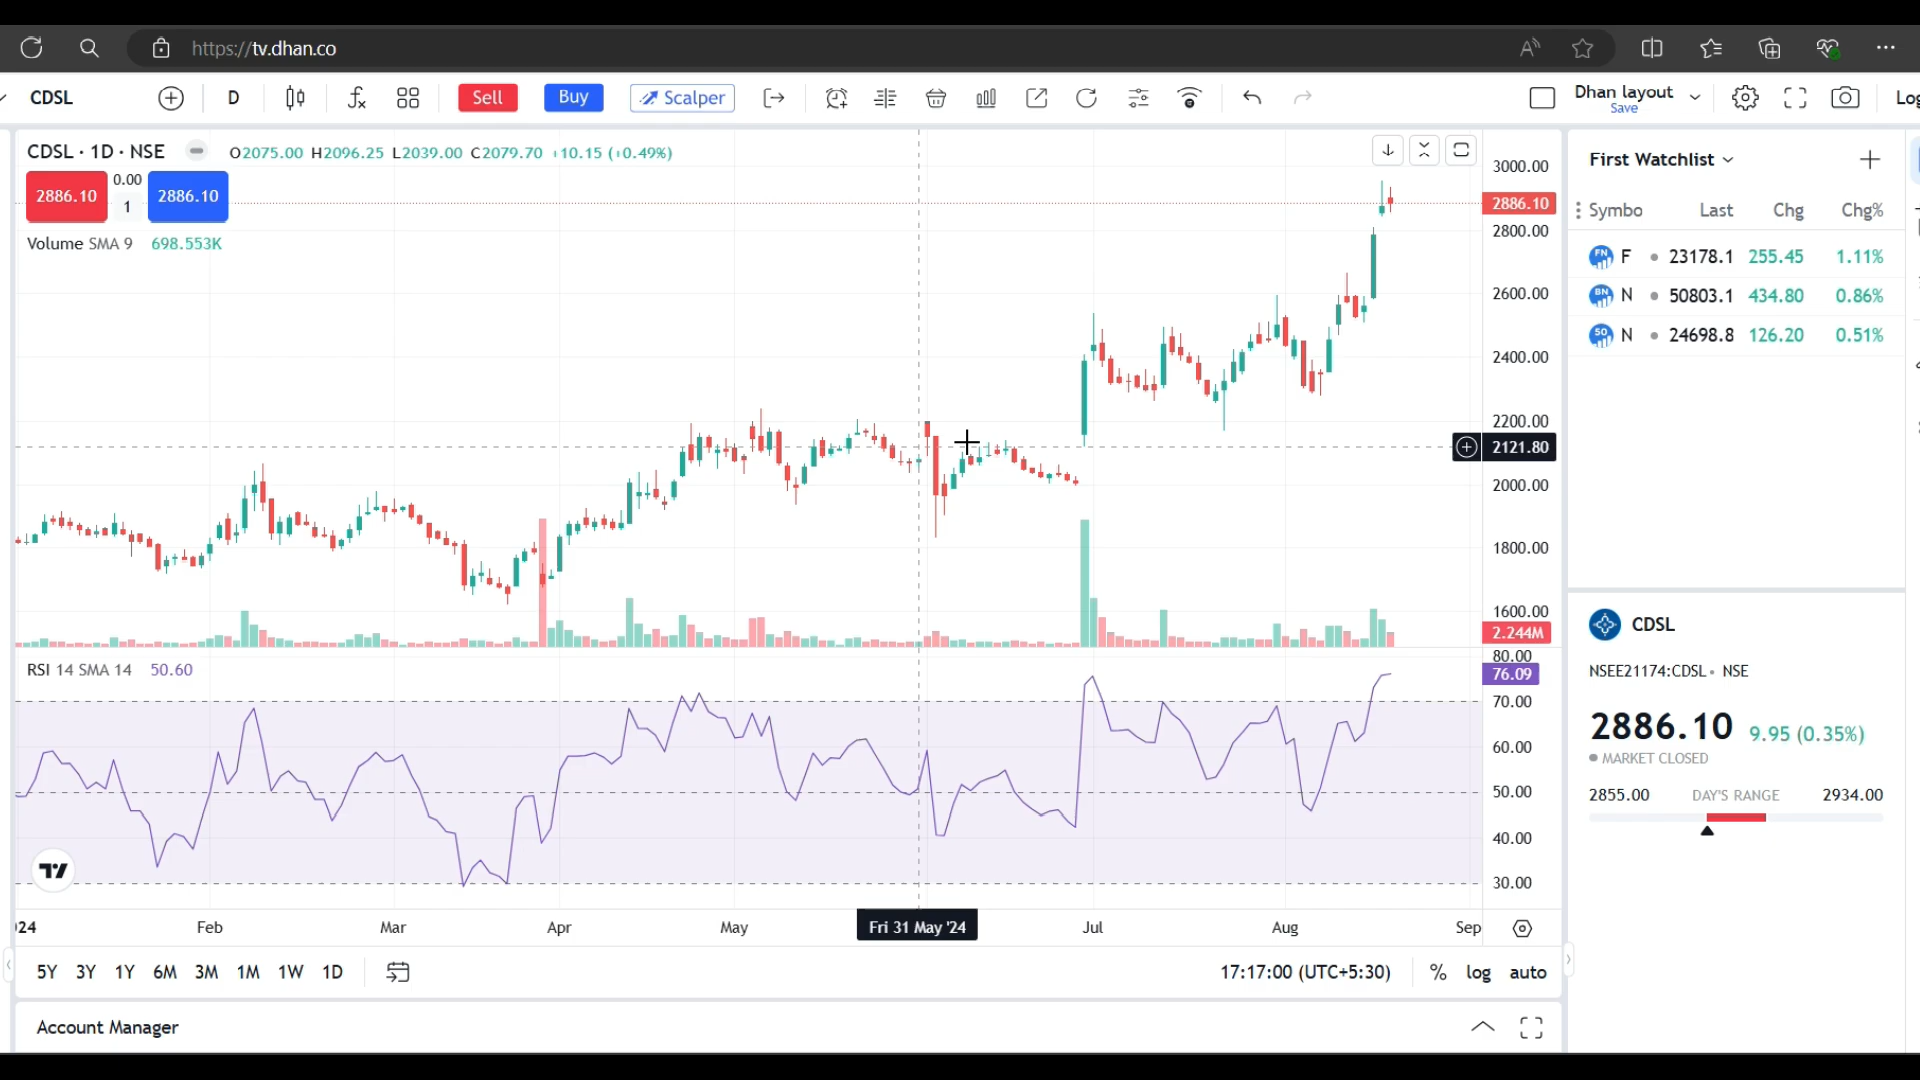 https://tv.dhan.co
CDSL D Sell Buy Scalper Dhan layout Save Log
CDSL · 1D · NSE O2075.00 H2096.25 L2039.00 C2079.70 +10.15 (+0.49%)
2886.10 0.00 1 2886.10
Volume SMA 9 698.553K
3000.00
2886.10
2800.00
2600.00
2400.00
2200.00
2121.80
2000.00
1800.00
1600.00
2.244M
RSI 14 SMA 14 50.60
80.00
76.09
70.00
60.00
50.00
40.00
30.00
24 Feb Mar Apr May Fri 31 May '24 Jul Aug Sep
5Y 3Y 1Y 6M 3M 1M 1W 1D 17:17:00 (UTC+5:30) % log auto
Account Manager
First Watchlist
Symbo Last Chg Chg%
FN F 23178.1 255.45 1.11%
BN N 50803.1 434.80 0.86%
50 N 24698.8 126.20 0.51%
CDSL
NSEE21174:CDSL • NSE
2886.10 9.95 (0.35%)
MARKET CLOSED
2855.00 DAY'S RANGE 2934.00